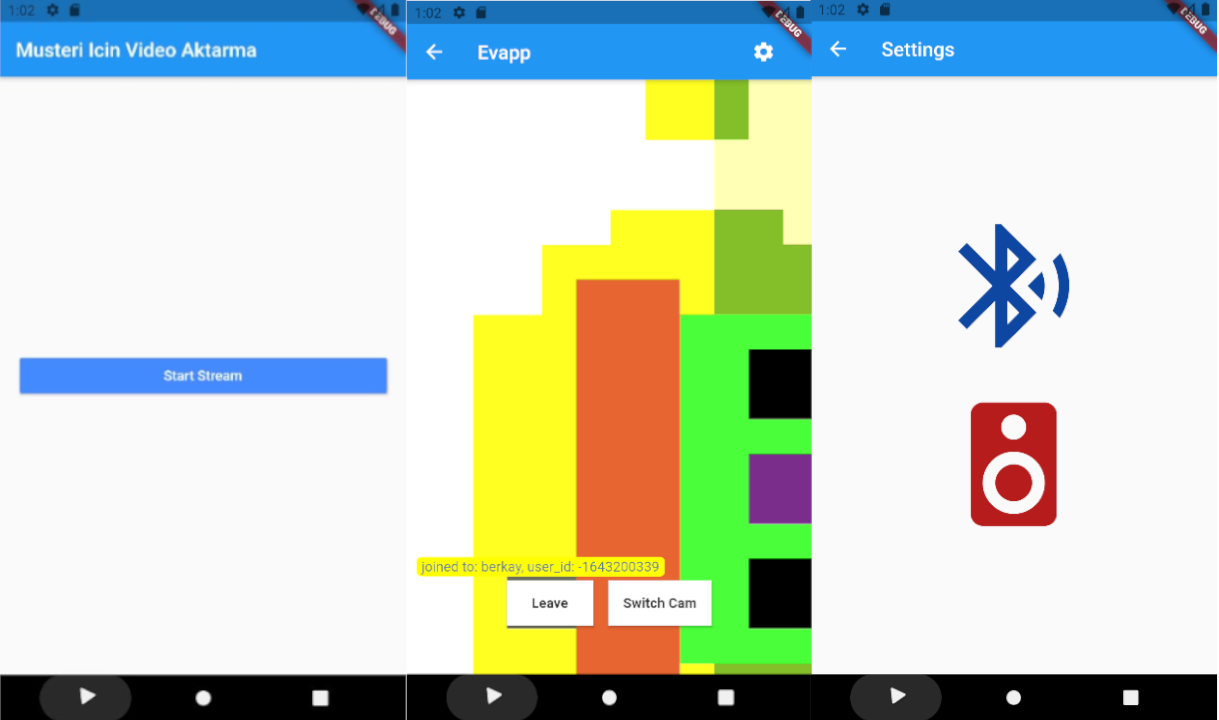 1:02
DEBUG
Musteri Icin Video Aktarma
Start Stream
1:02
DEBUG
Evapp
joined to: berkay, user_id: -1643200339
Leave
Switch Cam
1:02
DEBUG
Settings